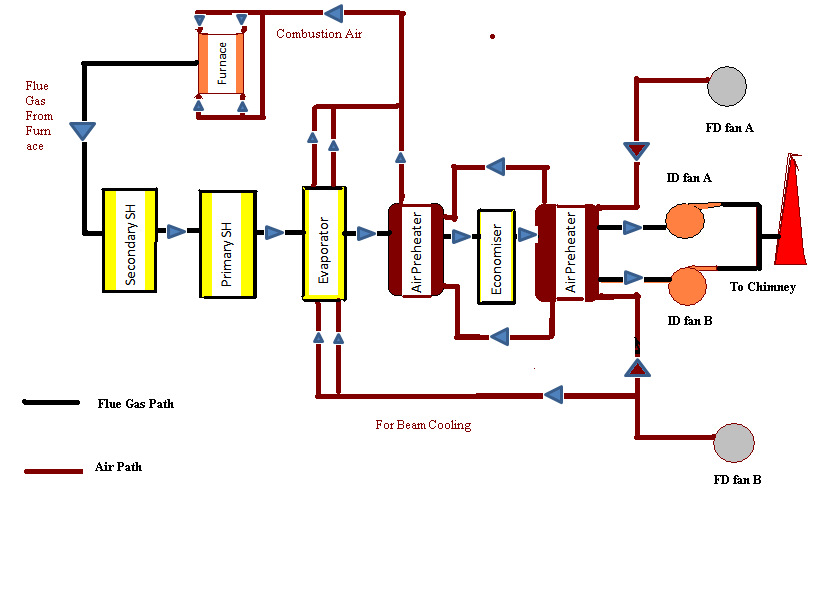 Combustion Air
Furnace
Flue
Gas
From
Furn
ace
FD fan A
ID fan A
Secondary SH
Primary SH
Evaporator
Air Preheater
Economiser
Air Preheater
To Chimney
ID fan B
Flue Gas Path
For Beam Cooling
Air Path
FD fan B